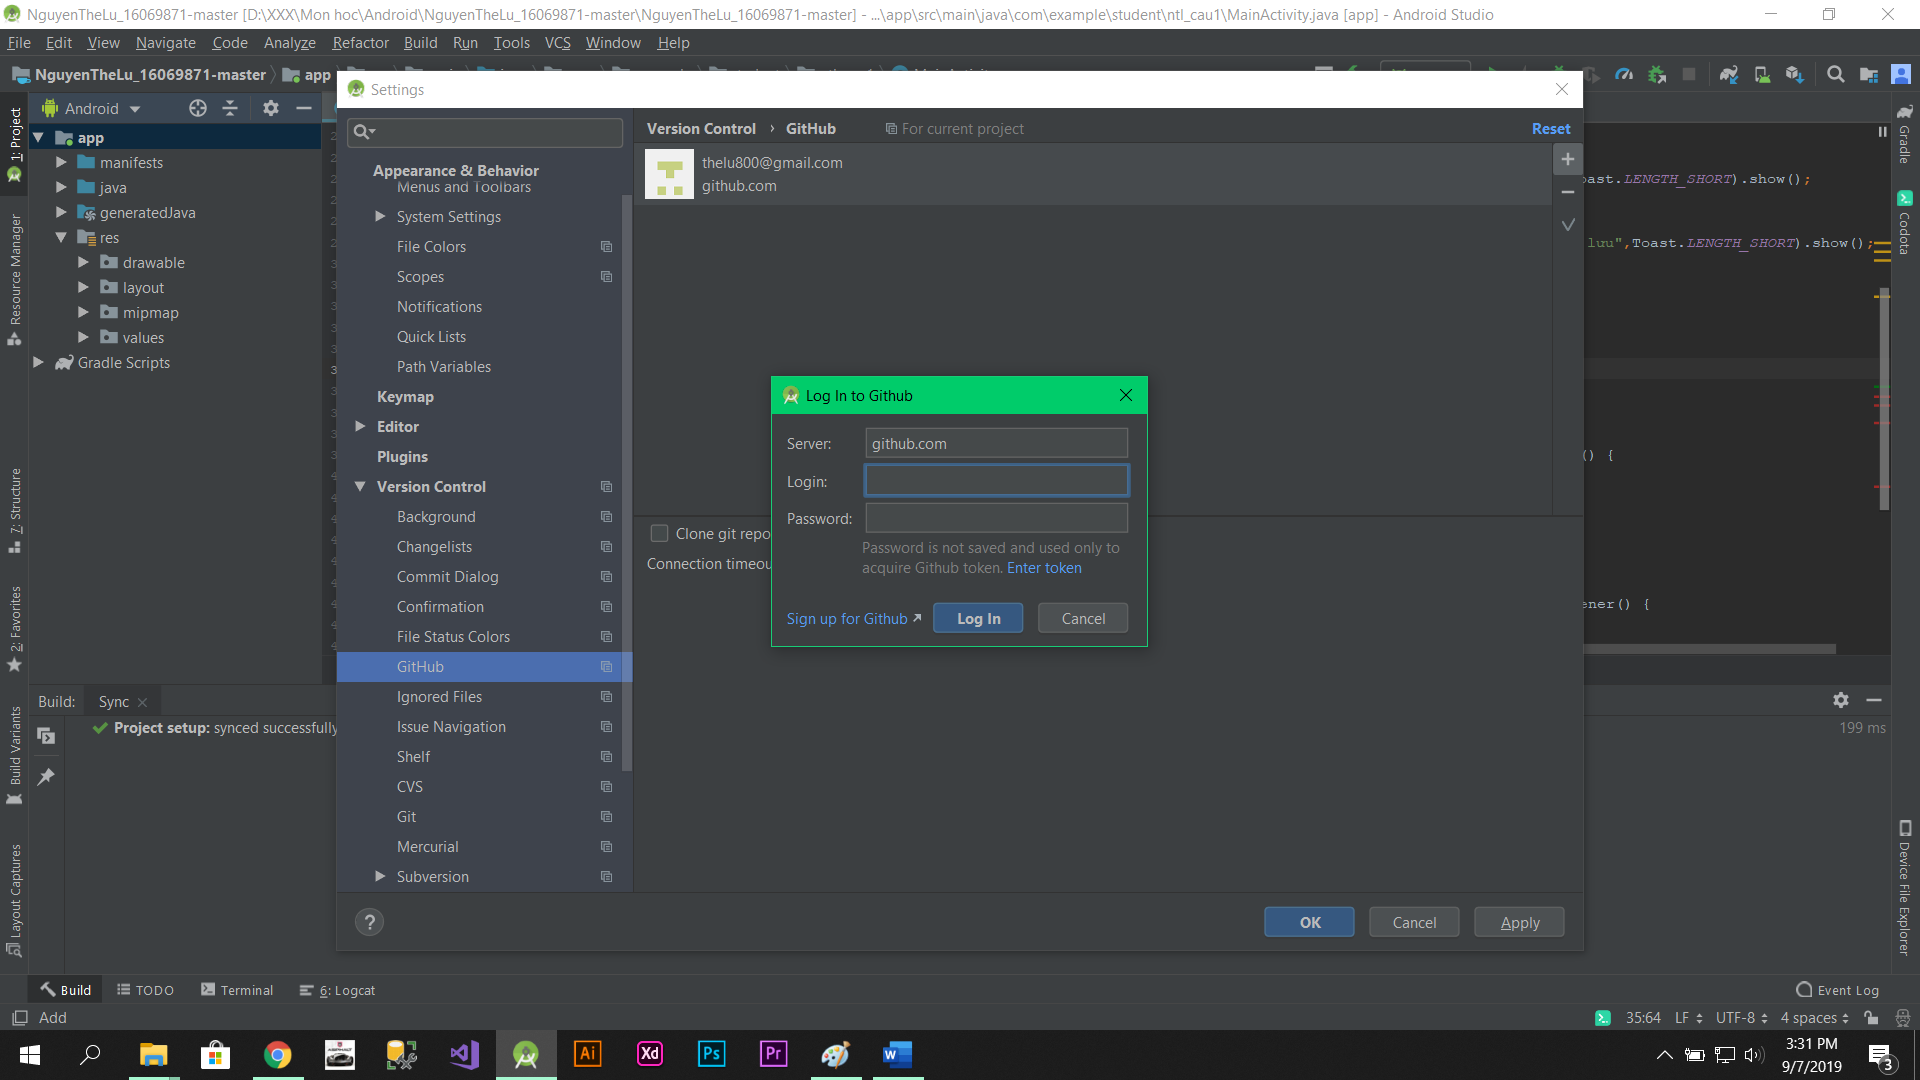 NguyenTheLu_16069871-master [D:\XXX\Mon hoc\Android\NguyenTheLu_16069871-master\NguyenTheLu_16069871-master] - ...\app\src\main\java\com\example\student\ntl_cau1\MainActivity.java [app] - Android Studio
File Edit View Navigate Code Analyze Refactor Build Run Tools VCS Window Help
NguyenTheLu_16069871-master app
Settings
Android
1: Project
Resource Manager
7: Structure
2: Favorites
Build Variants
Layout Captures
app
manifests
java
generatedJava
res
drawable
layout
mipmap
values
Gradle Scripts
Appearance & Behavior
Menus and Toolbars
System Settings
File Colors
Scopes
Notifications
Quick Lists
Path Variables
Keymap
Editor
Plugins
Version Control
Background
Changelists
Commit Dialog
Confirmation
File Status Colors
GitHub
Ignored Files
Issue Navigation
Shelf
CVS
Git
Mercurial
Subversion
Version Control › GitHub For current project Reset
thelu800@gmail.com
github.com
Clone git repo
Connection timeou
Log In to Github
Server: github.com
Login:
Password:
Password is not saved and used only to
acquire Github token. Enter token
Sign up for Github Log In Cancel
? OK Cancel Apply
oast.LENGTH_SHORT).show();
luu",Toast.LENGTH_SHORT).show();
() {
ener() {
Gradle
Codota
Device File Explorer
Build: Sync
Project setup: synced successfully
199 ms
Build TODO Terminal 6: Logcat Event Log
Add 35:64 LF UTF-8 4 spaces
Ai Xd Ps Pr
3:31 PM
9/7/2019
3